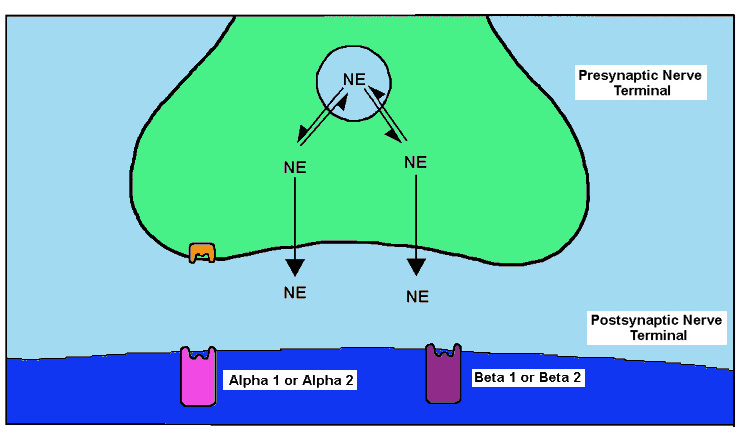 NE
Presynaptic Nerve
Terminal
NE
NE
NE
NE
Postsynaptic Nerve
Terminal
Alpha 1 or Alpha 2
Beta 1 or Beta 2